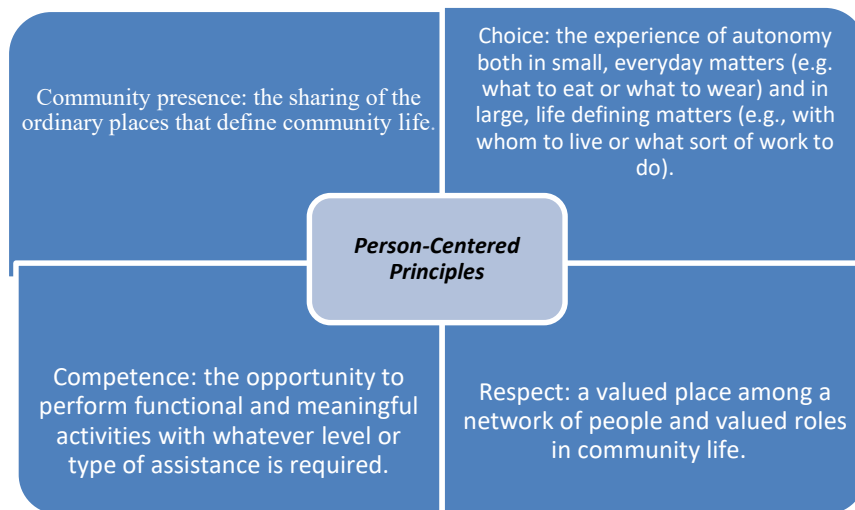 Community presence: the sharing of the
ordinary places that define community life.
Choice: the experience of autonomy
both in small, everyday matters (e.g.
what to eat or what to wear) and in
large, life defining matters (e.g., with
whom to live or what sort of work to
do).
Person-Centered
Principles
Competence: the opportunity to
perform functional and meaningful
activities with whatever level or
type of assistance is required.
Respect: a valued place among a
network of people and valued roles
in community life.